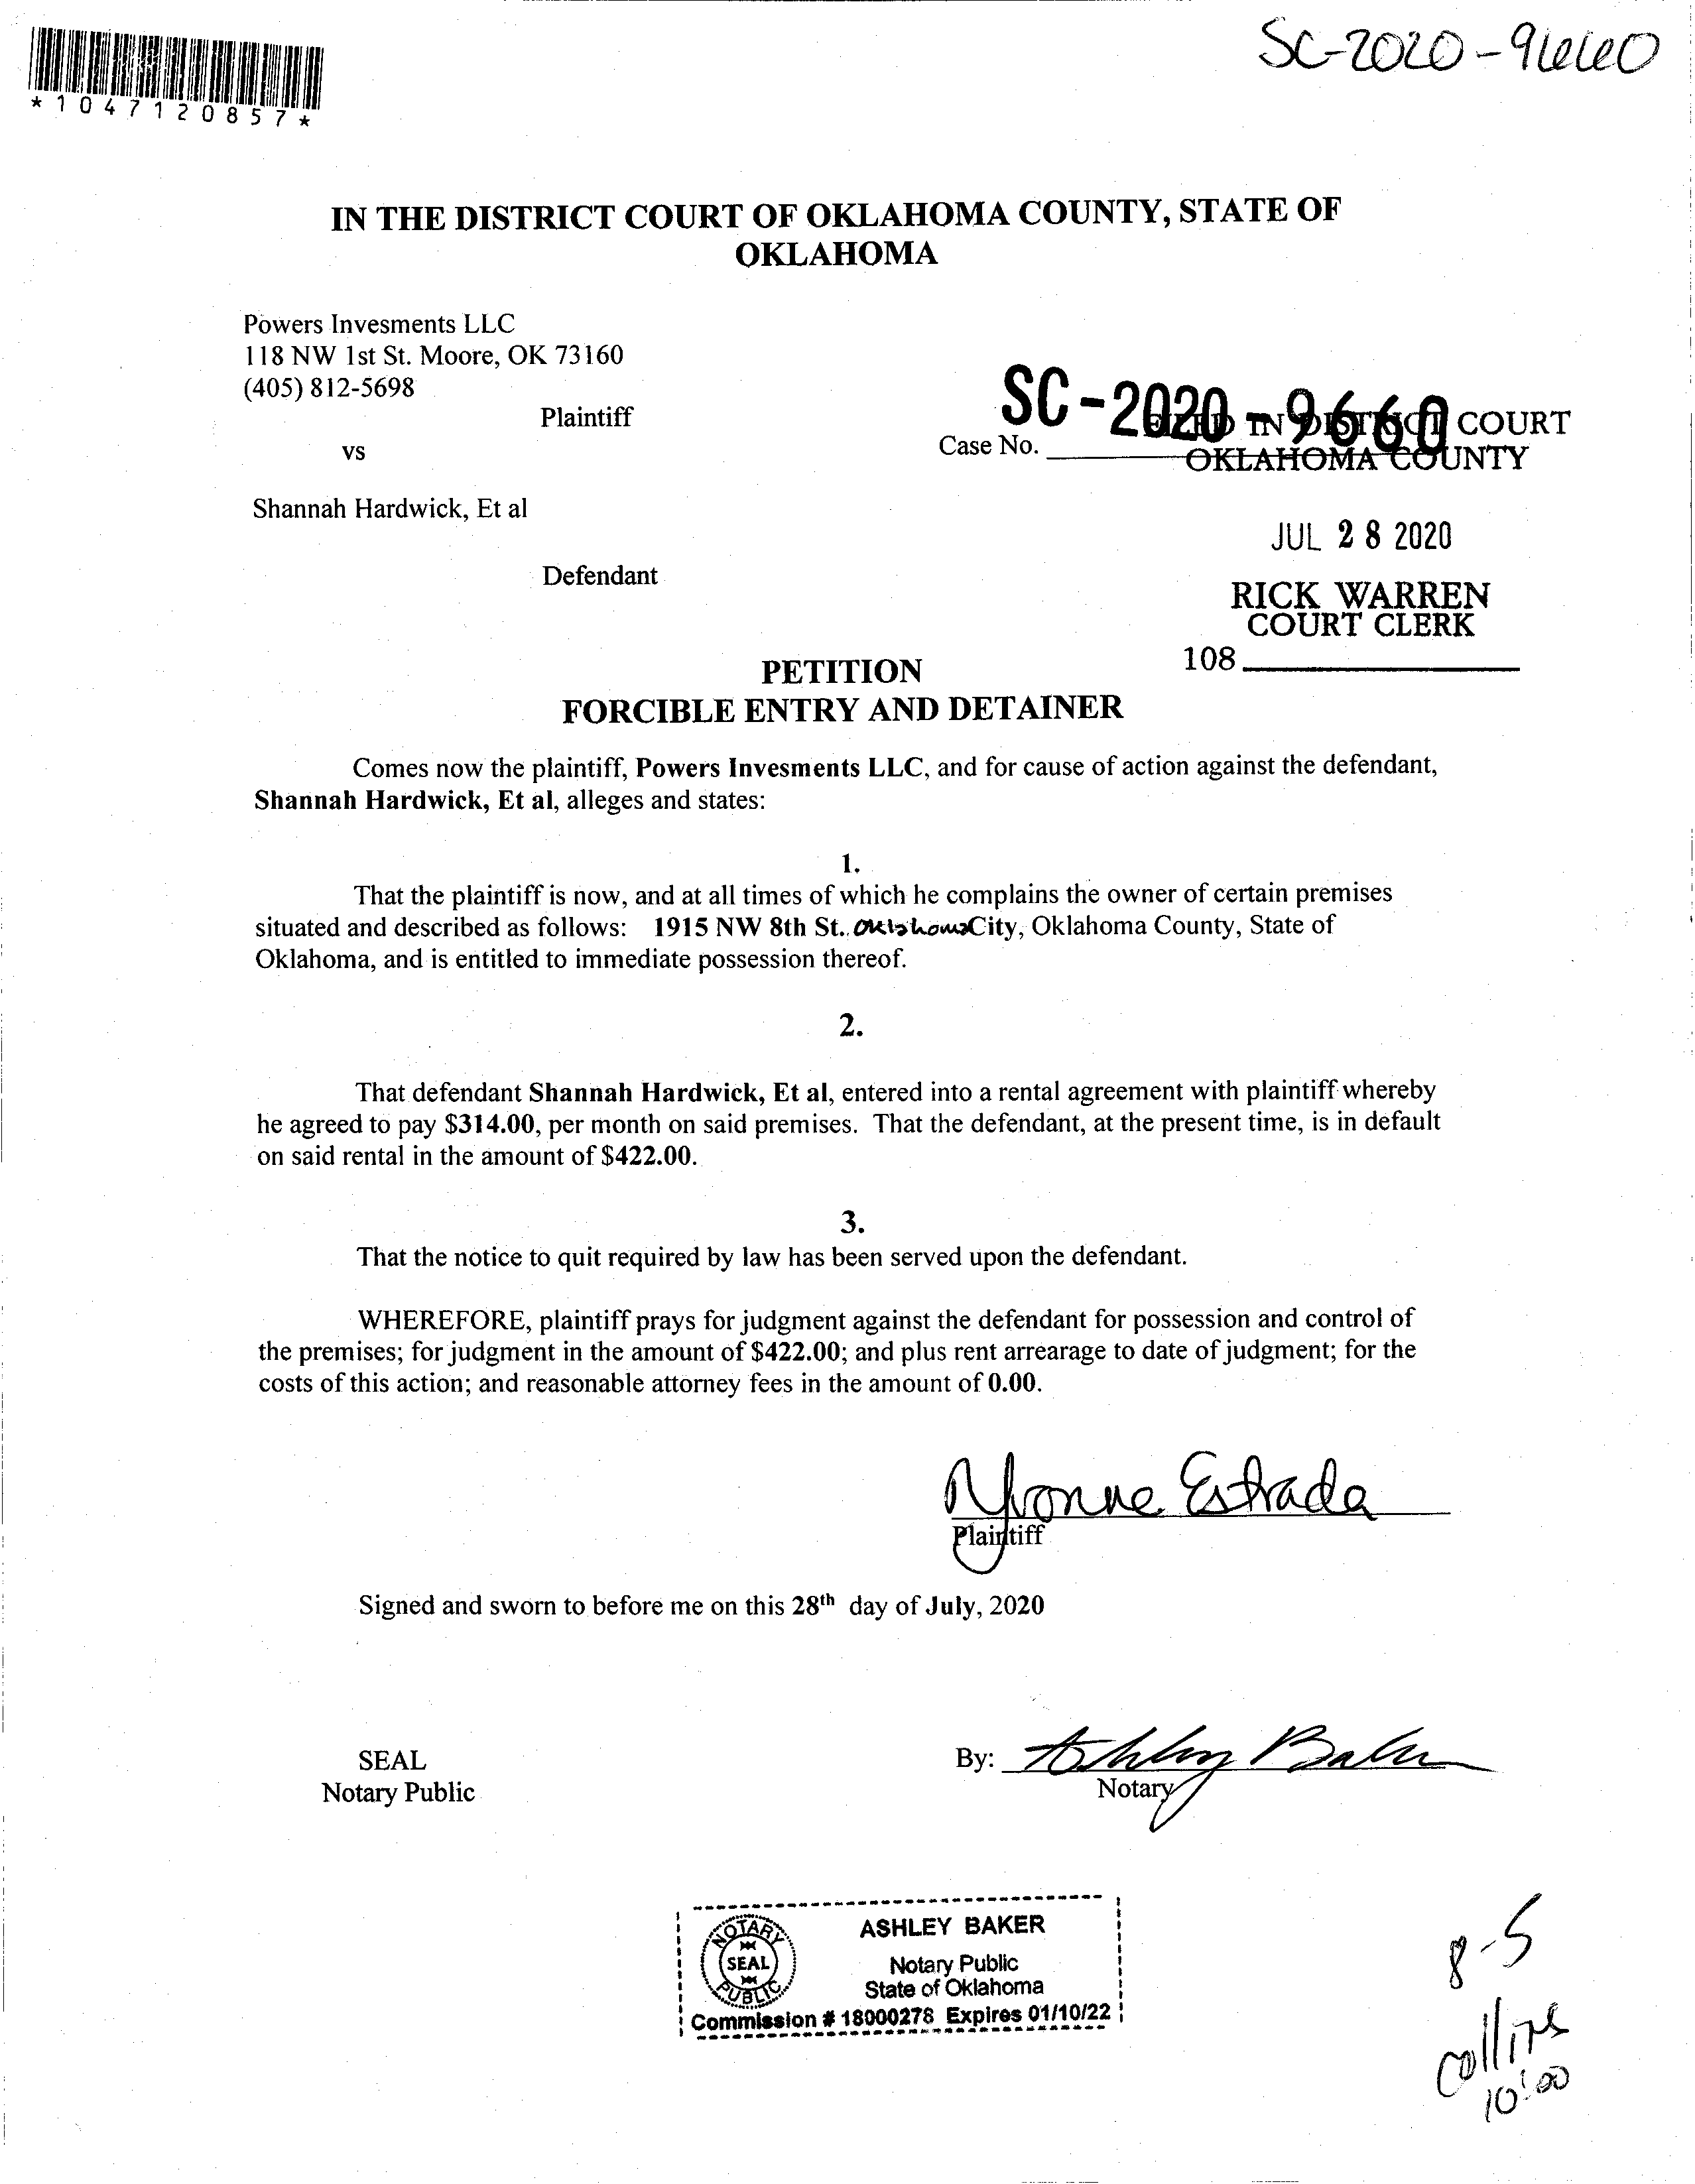 SC-2020-9660
*1047120857*
IN THE DISTRICT COURT OF OKLAHOMA COUNTY, STATE OF
OKLAHOMA
Powers Invesments LLC
118 NW 1st St. Moore, OK 73160
(405) 812-5698
Plaintiff
vs
Shannah Hardwick, Et al
Defendant
SC-2020-9660
Case No.
FILED IN DISTRICT COURT
OKLAHOMA COUNTY
JUL 28 2020
RICK WARREN
COURT CLERK
108
PETITION
FORCIBLE ENTRY AND DETAINER
Comes now the plaintiff, Powers Invesments LLC, and for cause of action against the defendant,
Shannah Hardwick, Et al, alleges and states:
1.
That the plaintiff is now, and at all times of which he complains the owner of certain premises
situated and described as follows: 1915 NW 8th St. Oklahoma City, Oklahoma County, State of
Oklahoma, and is entitled to immediate possession thereof.
2.
That defendant Shannah Hardwick, Et al, entered into a rental agreement with plaintiff whereby
he agreed to pay $314.00, per month on said premises. That the defendant, at the present time, is in default
on said rental in the amount of $422.00.
3.
That the notice to quit required by law has been served upon the defendant.
WHEREFORE, plaintiff prays for judgment against the defendant for possession and control of
the premises; for judgment in the amount of $422.00; and plus rent arrearage to date of judgment; for the
costs of this action; and reasonable attorney fees in the amount of 0.00.
Yvonne Estrada
Plaintiff
Signed and sworn to before me on this 28th day of July, 2020
SEAL
Notary Public
By: Ashley Baker
Notary
NOTARY
SEAL
PUBLIC
ASHLEY BAKER
Notary Public
State of Oklahoma
Commission # 18000278 Expires 01/10/22
8-5
collins
10:00